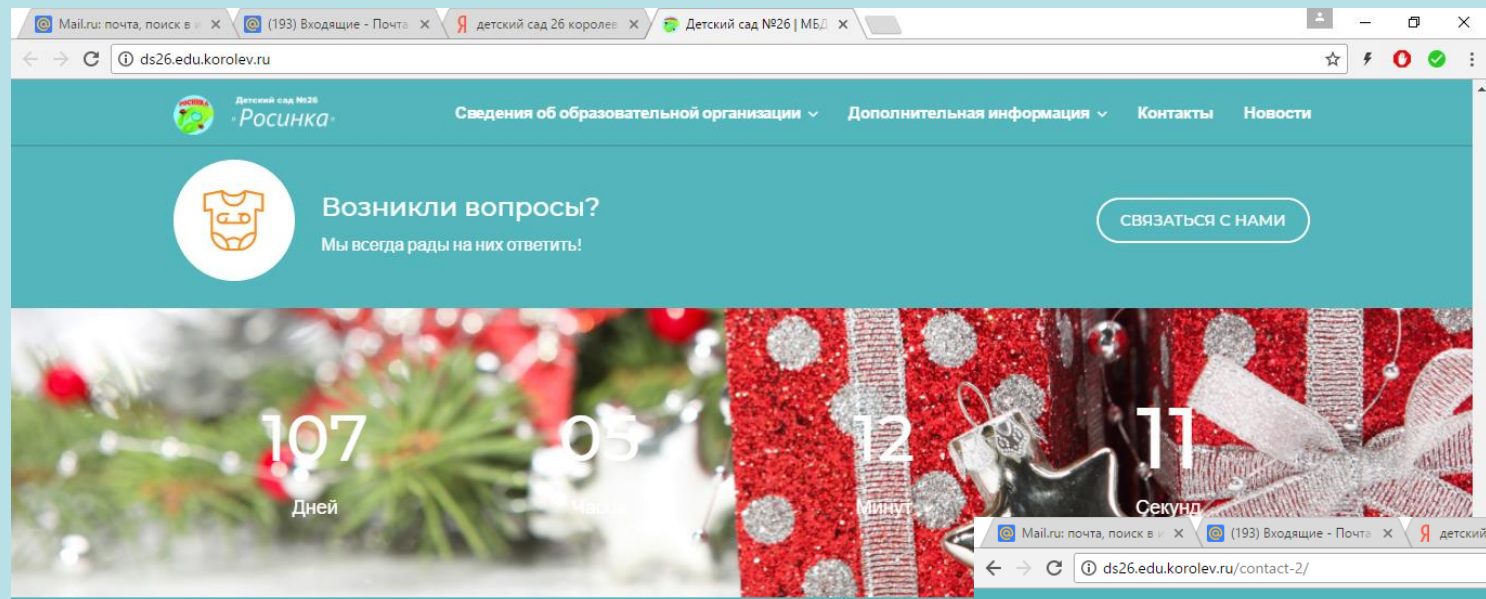 Mail.ru: почта, поиск в и
(193) Входящие - Почта
Я детский сад 26 королев
Детский сад №26 | МБД
ds26.edu.korolev.ru
РОСИНКА
Детский сад №26
"Росинка"
Сведения об образовательной организации
Дополнительная информация
Контакты
Новости
Возникли вопросы?
Мы всегда рады на них ответить!
СВЯЗАТЬСЯ С НАМИ
107 05 12 11
Дней Часов Минут Секунд
Mail.ru: почта, поиск в и
(193) Входящие - Почта
Я детский
ds26.edu.korolev.ru/contact-2/